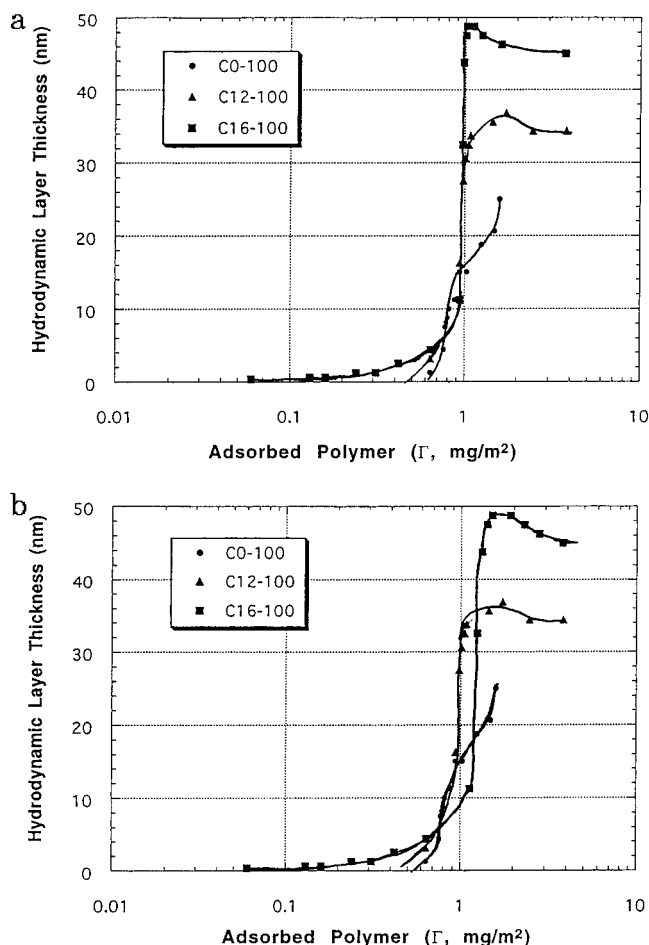 a
Hydrodynamic Layer Thickness (nm)
50
40
30
20
10
0
C0-100
C12-100
C16-100
0.01
0.1
1
10
Adsorbed Polymer (Γ, mg/m²)
b
Hydrodynamic Layer Thickness (nm)
50
40
30
20
10
0
C0-100
C12-100
C16-100
0.01
0.1
1
10
Adsorbed Polymer (Γ, mg/m²)